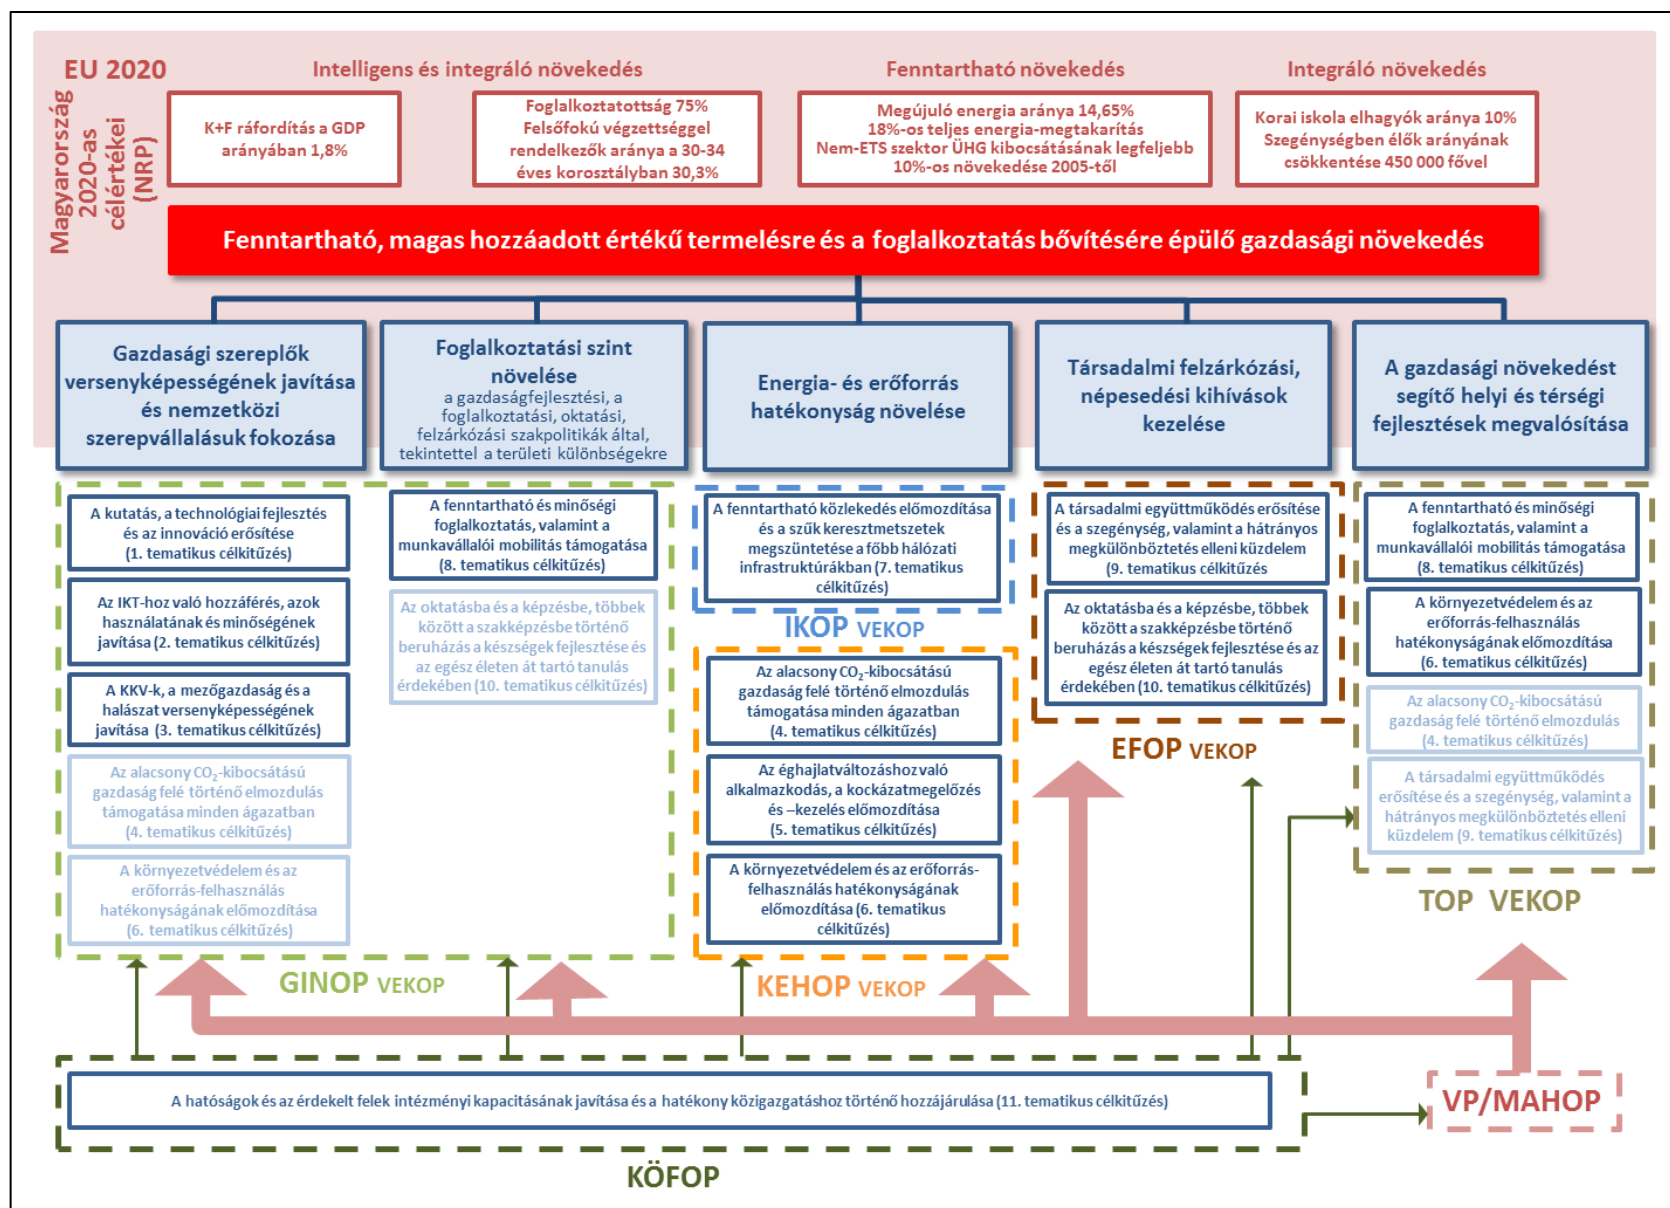 EU 2020
Magyarország
2020-as
célértékei
(NRP)
Intelligens és integráló növekedés
Fenntartható növekedés
Integráló növekedés
K+F ráfordítás a GDP
arányában 1,8%
Foglalkoztatottság 75%
Felsőfokú végzettséggel
rendelkezők aránya a 30-34
éves korosztályban 30,3%
Megújuló energia aránya 14,65%
18%-os teljes energia-megtakarítás
Nem-ETS szektor ÜHG kibocsátásának legfeljebb
10%-os növekedése 2005-től
Korai iskola elhagyók aránya 10%
Szegénységben élők arányának
csökkentése 450 000 fővel
Fenntartható, magas hozzáadott értékű termelésre és a foglalkoztatás bővítésére épülő gazdasági növekedés
Gazdasági szereplők
versenyképességének javítása
és nemzetközi
szerepvállalásuk fokozása
Foglalkoztatási szint
növelése
a gazdaságfejlesztési, a
foglalkoztatási, oktatási,
felzárkózási szakpolitikák által,
tekintettel a területi különbségekre
Energia- és erőforrás
hatékonyság növelése
Társadalmi felzárkózási,
népesedési kihívások
kezelése
A gazdasági növekedést
segítő helyi és térségi
fejlesztések megvalósítása
A kutatás, a technológiai fejlesztés
és az innováció erősítése
(1. tematikus célkitűzés)
Az IKT-hoz való hozzáférés, azok
használatának és minőségének
javítása (2. tematikus célkitűzés)
A KKV-k, a mezőgazdaság és a
halászat versenyképességének
javítása (3. tematikus célkitűzés)
Az alacsony CO₂-kibocsátású
gazdaság felé történő elmozdulás
támogatása minden ágazatban
(4. tematikus célkitűzés)
A környezetvédelem és az
erőforrás-felhasználás
hatékonyságának előmozdítása
(6. tematikus célkitűzés)
A fenntartható és minőségi
foglalkoztatás, valamint a
munkavállalói mobilitás támogatása
(8. tematikus célkitűzés)
Az oktatásba és a képzésbe, többek
között a szakképzésbe történő
beruházás a készségek fejlesztése és
az egész életen át tartó tanulás
érdekében (10. tematikus célkitűzés)
GINOP VEKOP
A fenntartható közlekedés előmozdítása
és a szűk keresztmetszetek
megszüntetése a főbb hálózati
infrastruktúrákban (7. tematikus
célkitűzés)
IKOP VEKOP
Az alacsony CO₂-kibocsátású
gazdaság felé történő elmozdulás
támogatása minden ágazatban
(4. tematikus célkitűzés)
Az éghajlatváltozáshoz való
alkalmazkodás, a kockázatmegelőzés
és –kezelés előmozdítása
(5. tematikus célkitűzés)
A környezetvédelem és az erőforrás-
felhasználás hatékonyságának
előmozdítása (6. tematikus
célkitűzés)
KEHOP VEKOP
A társadalmi együttműködés erősítése
és a szegénység, valamint a hátrányos
megkülönböztetés elleni küzdelem
(9. tematikus célkitűzés
Az oktatásba és a képzésbe, többek
között a szakképzésbe történő
beruházás a készségek fejlesztése és az
egész életen át tartó tanulás
érdekében (10. tematikus célkitűzés)
EFOP VEKOP
A fenntartható és minőségi
foglalkoztatás, valamint a
munkavállalói mobilitás támogatása
(8. tematikus célkitűzés)
A környezetvédelem és az
erőforrás-felhasználás
hatékonyságának előmozdítása
(6. tematikus célkitűzés)
Az alacsony CO₂-kibocsátású
gazdaság felé történő elmozdulás
(4. tematikus célkitűzés)
A társadalmi együttműködés
erősítése és a szegénység, valamint a
hátrányos megkülönböztetés elleni
küzdelem (9. tematikus célkitűzés)
TOP VEKOP
A hatóságok és az érdekelt felek intézményi kapacitásának javítása és a hatékony közigazgatáshoz történő hozzájárulása (11. tematikus célkitűzés)
KÖFOP
VP/MAHOP